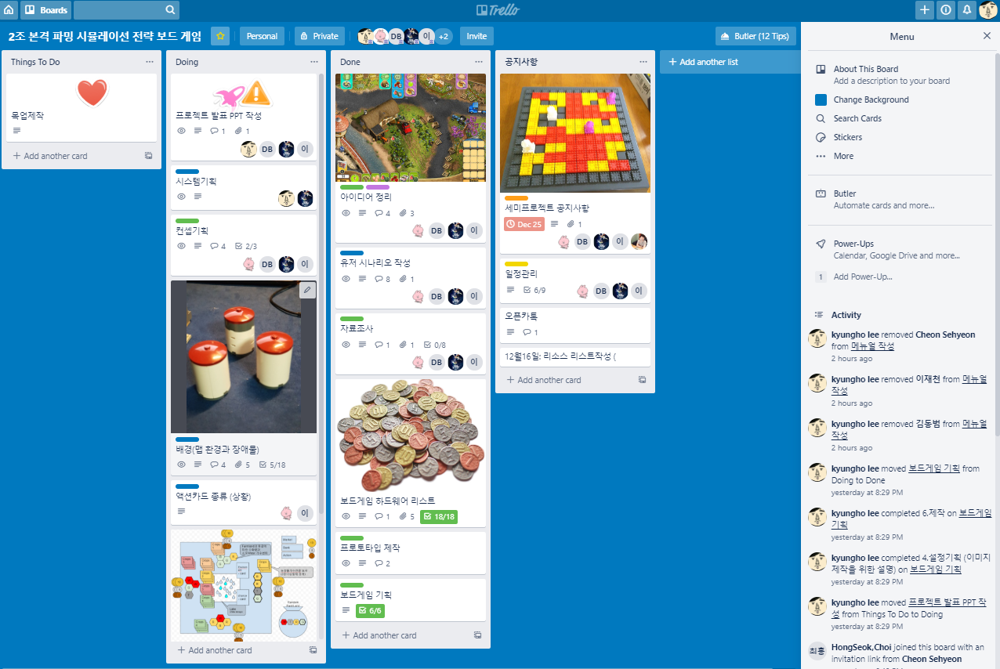 Boards
Trello
2조 본격 파밍 시뮬레이션 전략 보드 게임
Personal
Private
DB
이
+2
Invite
Butler (12 Tips)
Things To Do
목업제작
Add another card
Doing
프로젝트 발표 PPT 작성
1 1
DB 이
시스템기획
컨셉기획
4 2/3
DB 이
배경(맵 환경과 장애물)
4 5 5/18
액션카드 종류 (상황)
이
Add another card
Done
아이디어 정리
4 3
DB 이
유저 시나리오 작성
8 1
DB 이
자료조사
1 1 0/8
DB 이
보드게임 하드웨어 리스트
1 5 18/18
프로토타입 제작
2
보드게임 기획
6/6
Add another card
공지사항
세미프로젝트 공지사항
Dec 25 1
DB 이
일정관리
6/9
DB 이
오픈카톡
1
12월16일: 리소스 리스트작성 (
Add another card
Add another list
Menu
About This Board
Add a description to your board
Change Background
Search Cards
Stickers
More
Butler
Automate cards and more...
Power-Ups
Calendar, Google Drive and more...
1 Add Power-Up...
Activity
kyungho lee removed Cheon Sehyeon
from 메뉴얼 작성
2 hours ago
kyungho lee removed 이재천 from 메뉴얼
작성
2 hours ago
kyungho lee removed 김동범 from 메뉴얼
작성
2 hours ago
kyungho lee moved 보드게임 기획 from
Doing to Done
yesterday at 8:29 PM
kyungho lee completed 6.제작 on 보드게임
기획
yesterday at 8:29 PM
kyungho lee completed 4.설정기획 (이미지
제작을 위한 설명) on 보드게임 기획
yesterday at 8:29 PM
kyungho lee moved 프로젝트 발표 PPT 작
성 from Things To Do to Doing
yesterday at 8:29 PM
최홍
HongSeok,Choi joined this board with an
invitation link from Cheon Sehyeon